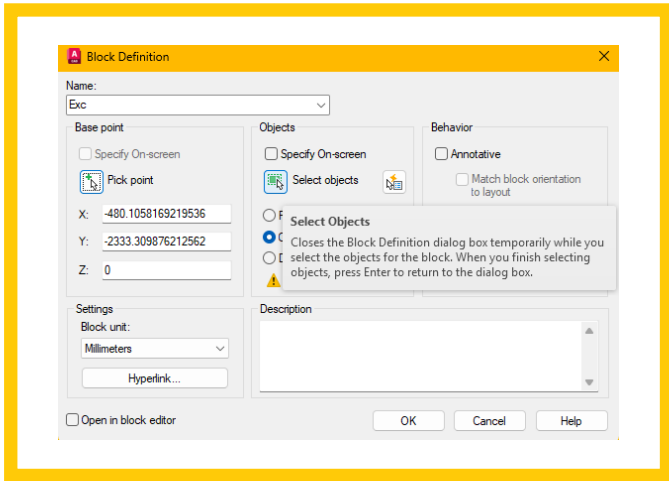 A
CAD
Block Definition
Name:
Exc
Base point
Specify On-screen
Pick point
X: -480.1058169219536
Y: -2333.309876212562
Z: 0
Objects
Specify On-screen
Select objects
Behavior
Annotative
Match block orientation
to layout
Select Objects
Closes the Block Definition dialog box temporarily while you
select the objects for the block. When you finish selecting
objects, press Enter to return to the dialog box.
Settings
Block unit:
Millimeters
Hyperlink...
Description
Open in block editor
OK
Cancel
Help